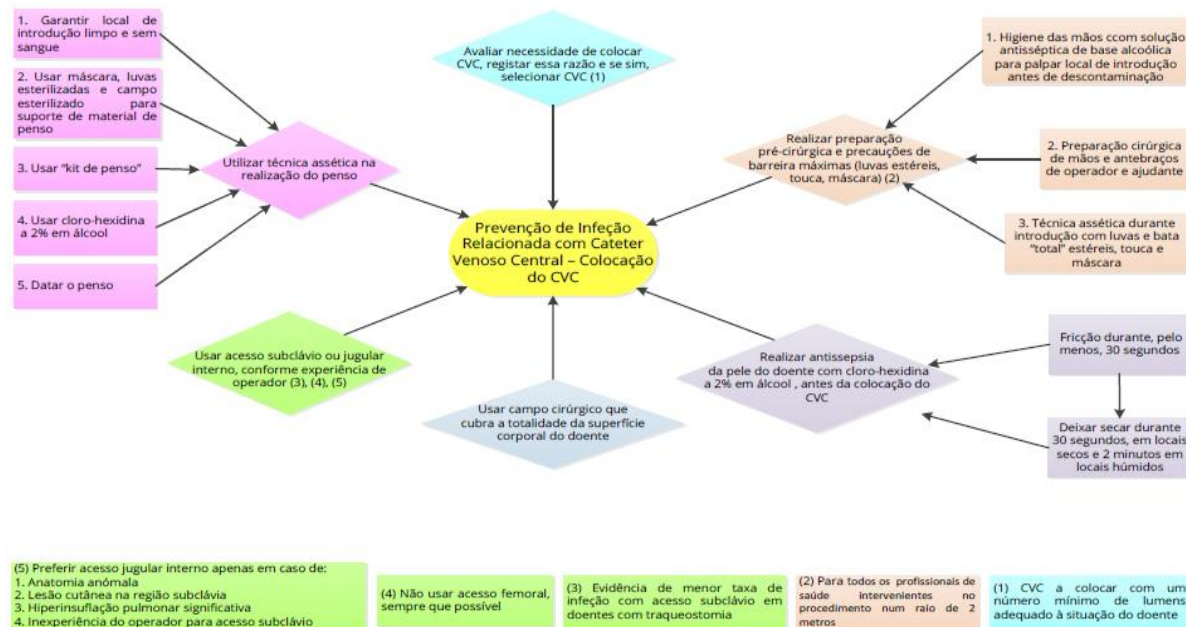 1. Garantir local de
introdução limpo e sem
sangue
2. Usar máscara, luvas
esterilizadas e campo
esterilizado para
suporte de material de
penso
3. Usar “kit de penso”
4. Usar cloro-hexidina
a 2% em álcool
5. Datar o penso
Utilizar técnica assética na
realização do penso
Avaliar necessidade de colocar
CVC, registar essa razão e se sim,
selecionar CVC (1)
Realizar preparação
pré-cirúrgica e precauções de
barreira máximas (luvas estéreis,
touca, máscara) (2)
1. Higiene das mãos ccom solução
antisséptica de base alcoólica
para palpar local de introdução
antes de descontaminação
2. Preparação cirúrgica
de mãos e antebraços
de operador e ajudante
3. Técnica assética durante
introdução com luvas e bata
“total” estéreis, touca e
máscara
Prevenção de Infeção
Relacionada com Cateter
Venoso Central – Colocação
do CVC
Usar acesso subclávio ou jugular
interno, conforme experiência de
operador (3), (4), (5)
Usar campo cirúrgico que
cubra a totalidade da superfície
corporal do doente
Realizar antissepsia
da pele do doente com cloro-hexidina
a 2% em álcool , antes da colocação do
CVC
Fricção durante, pelo
menos, 30 segundos
Deixar secar durante
30 segundos, em locais
secos e 2 minutos em
locais húmidos
(5) Preferir acesso jugular interno apenas em caso de:
1. Anatomia anómala
2. Lesão cutânea na região subclávia
3. Hiperinsuflação pulmonar significativa
4. Inexperiência do operador para acesso subclávio
(4) Não usar acesso femoral,
sempre que possível
(3) Evidência de menor taxa de
infeção com acesso subclávio em
doentes com traqueostomia
(2) Para todos os profissionais de
saúde intervenientes no
procedimento num raio de 2
metros
(1) CVC a colocar com um
número mínimo de lumens
adequado à situação do doente